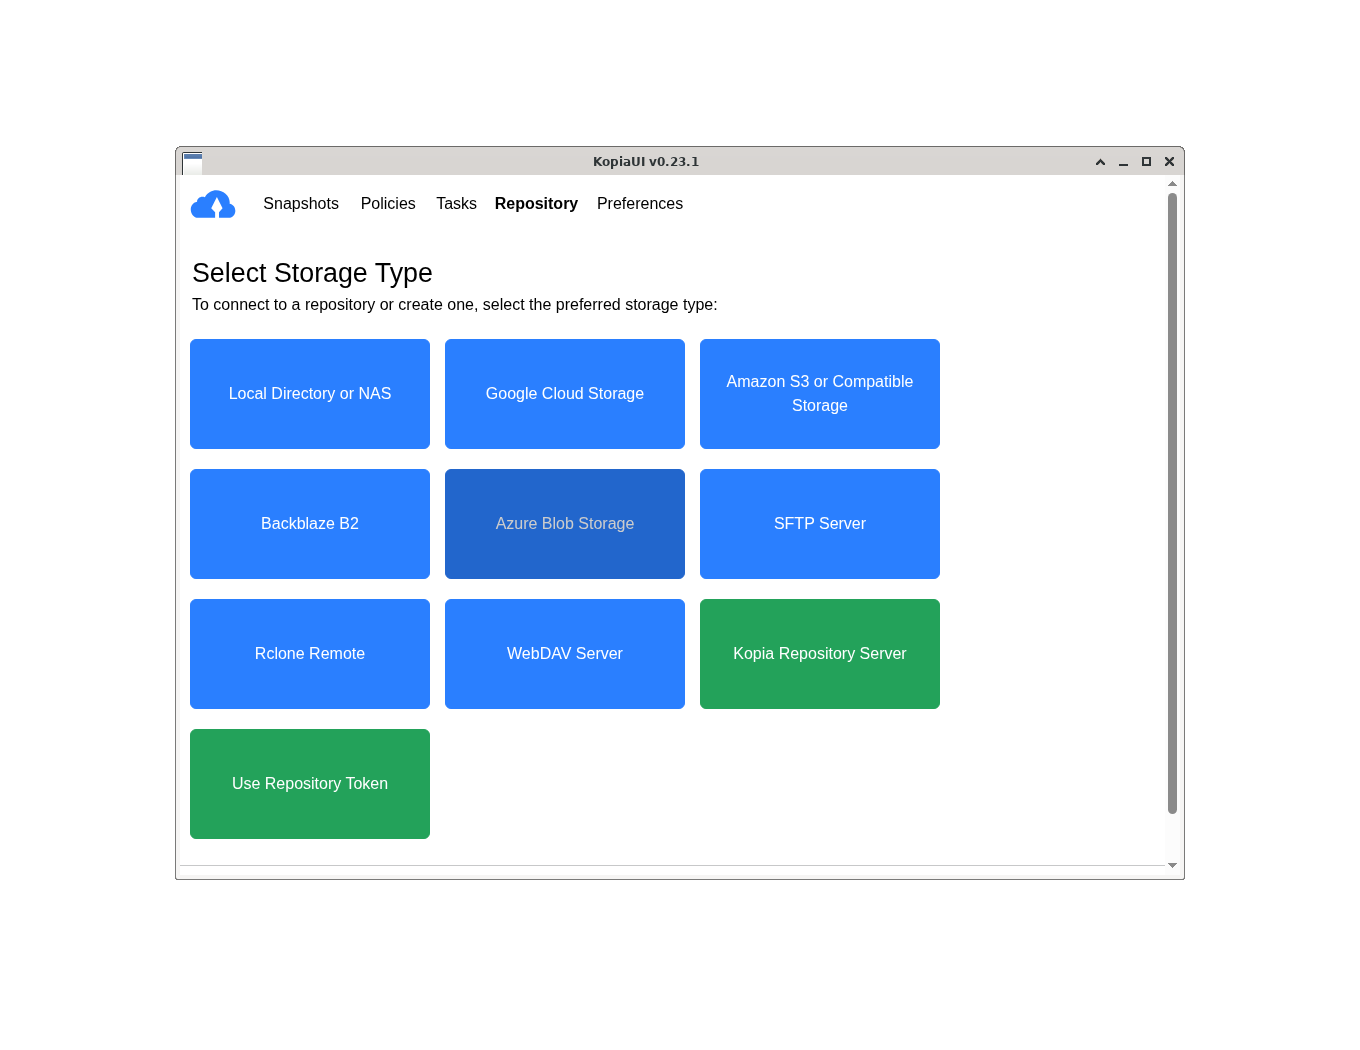 KopiaUI v0.23.1
Snapshots Policies Tasks Repository Preferences
Select Storage Type
To connect to a repository or create one, select the preferred storage type:
Local Directory or NAS
Google Cloud Storage
Amazon S3 or Compatible
Storage
Backblaze B2
Azure Blob Storage
SFTP Server
Rclone Remote
WebDAV Server
Kopia Repository Server
Use Repository Token